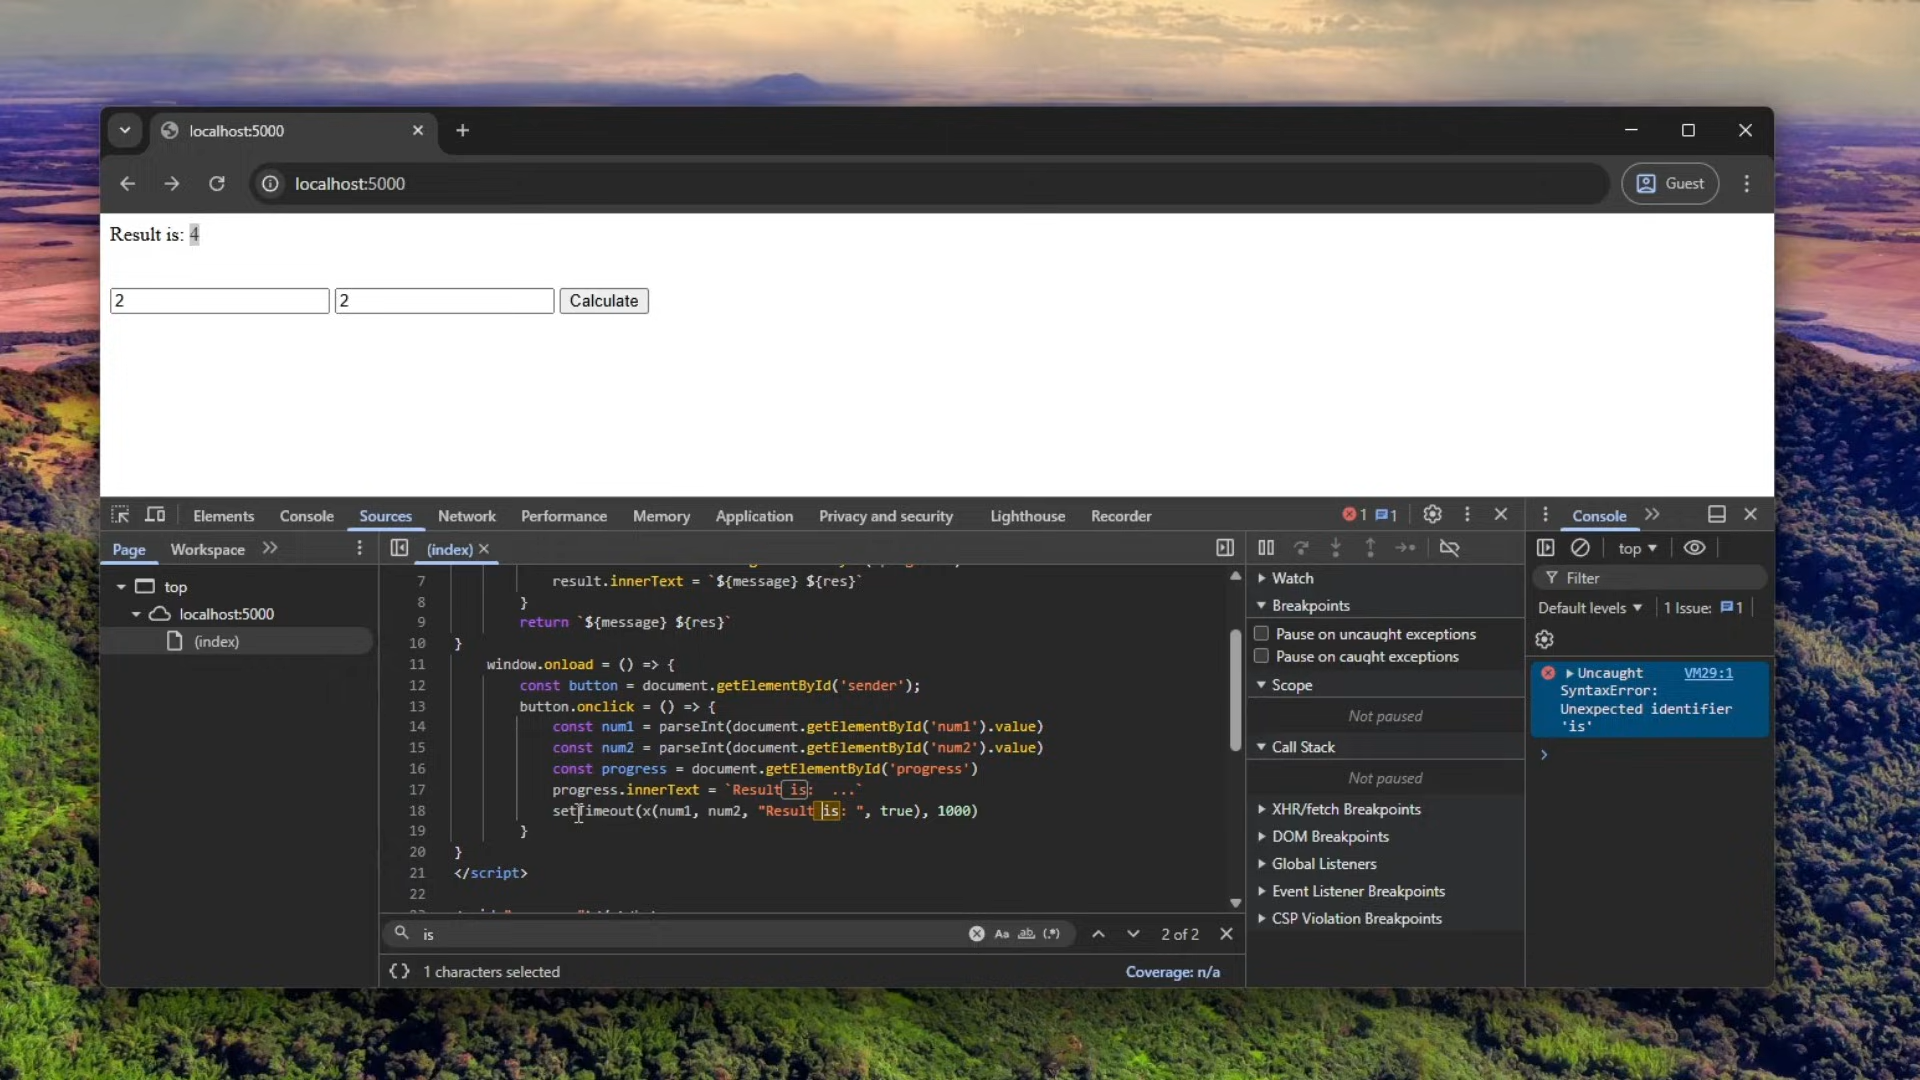 localhost:5000
localhost:5000
Guest
Result is: 4
2
2
Calculate
Elements
Console
Sources
Network
Performance
Memory
Application
Privacy and security
Lighthouse
Recorder
1
1
Console
Page
Workspace
(index)
top
top
localhost:5000
(index)
7 result.innerText = `${message} ${res}`
8 }
9 return `${message} ${res}`
10 }
11 window.onload = () => {
12 const button = document.getElementById('sender');
13 button.onclick = () => {
14 const num1 = parseInt(document.getElementById('num1').value)
15 const num2 = parseInt(document.getElementById('num2').value)
16 const progress = document.getElementById('progress')
17 progress.innerText = `Result is:  ...`
18 setTimeout(x(num1, num2, "Result is: ", true), 1000)
19 }
20 }
21 </script>
22
is
Aa
ab
(.*)
2 of 2
{} 1 characters selected
Coverage: n/a
Watch
Breakpoints
Pause on uncaught exceptions
Pause on caught exceptions
Scope
Not paused
Call Stack
Not paused
XHR/fetch Breakpoints
DOM Breakpoints
Global Listeners
Event Listener Breakpoints
CSP Violation Breakpoints
Filter
Default levels
1 Issue: 1
Uncaught VM29:1
SyntaxError:
Unexpected identifier
'is'